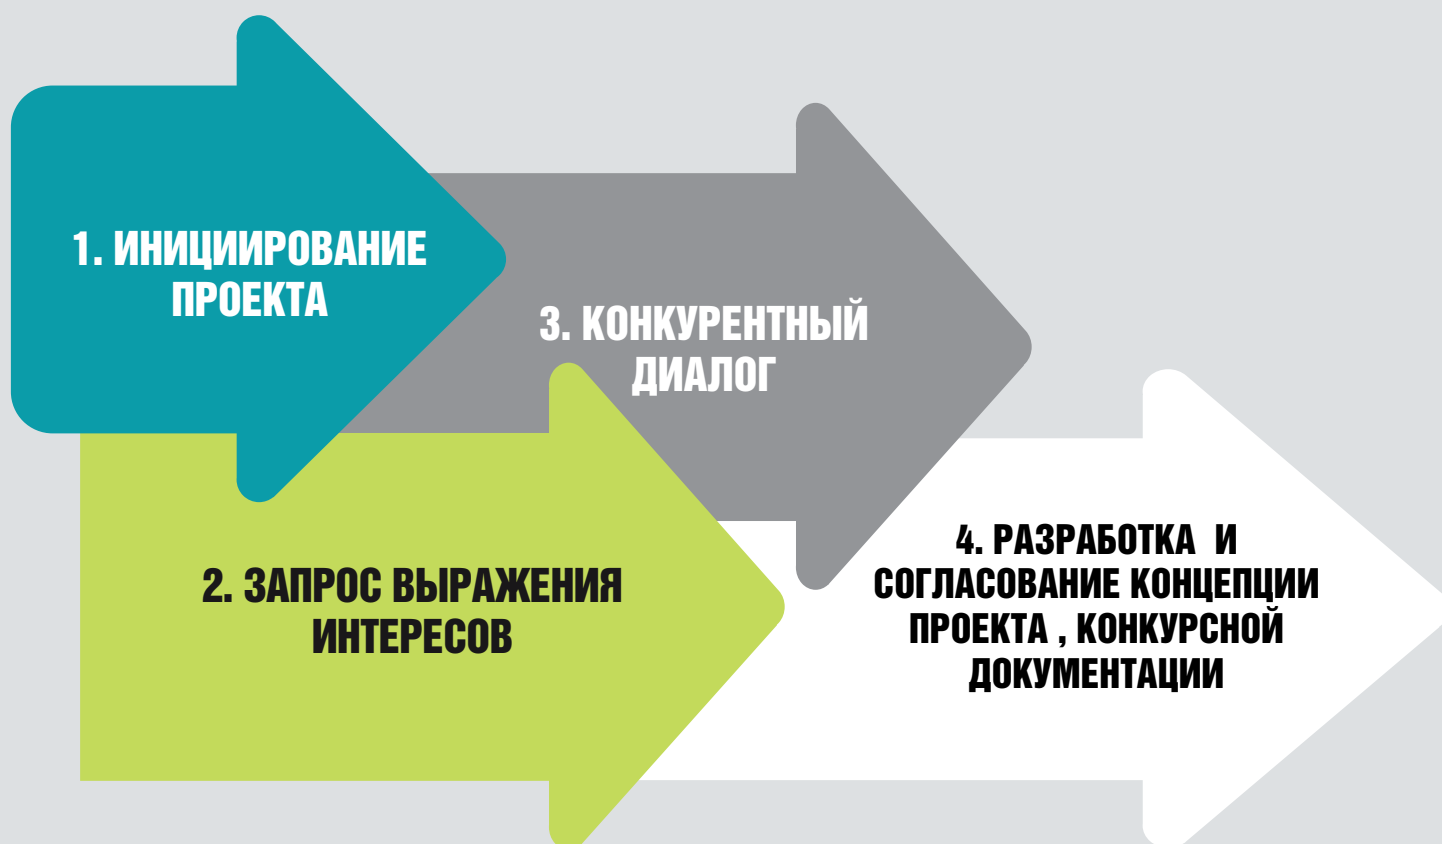 1. ИНИЦИИРОВАНИЕ
ПРОЕКТА
2. ЗАПРОС ВЫРАЖЕНИЯ
ИНТЕРЕСОВ
3. КОНКУРЕНТНЫЙ
ДИАЛОГ
4. РАЗРАБОТКА И
СОГЛАСОВАНИЕ КОНЦЕПЦИИ
ПРОЕКТА , КОНКУРСНОЙ
ДОКУМЕНТАЦИИ